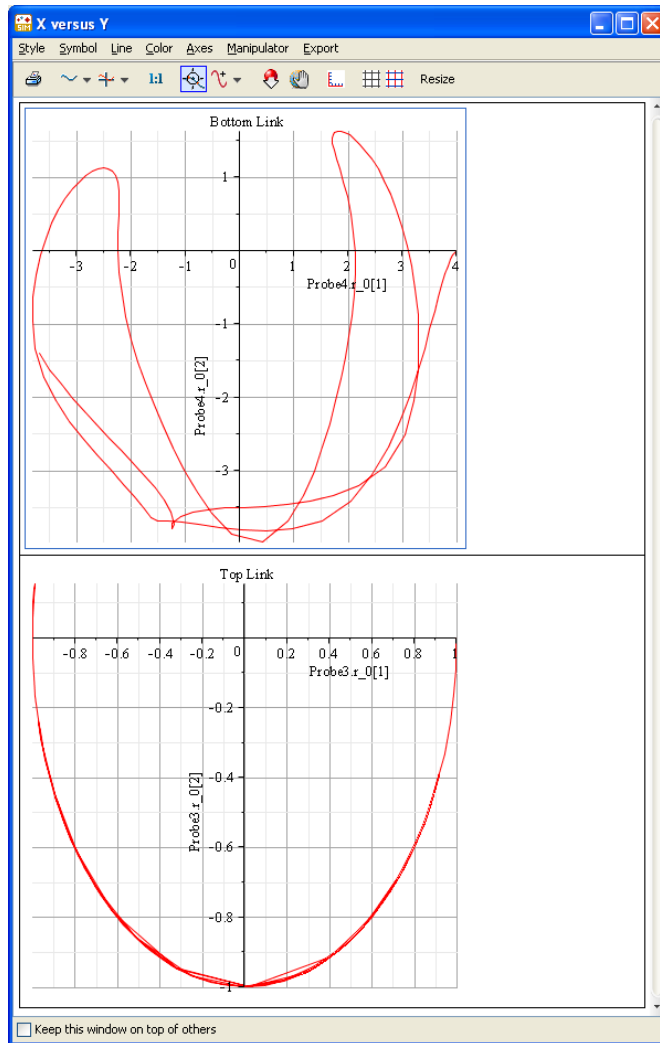 SIM X versus Y
Style Symbol Line Color Axes Manipulator Export
1:1 Resize
Bottom Link
1
-3 -2 -1 0 1 2 3 4
Probe4.r_0[1]
-1
Probe4.r_0[2]
-2
-3
Top Link
-0.8 -0.6 -0.4 -0.2 0 0.2 0.4 0.6 0.8 1
Probe3.r_0[1]
-0.2
-0.4
Probe3.r_0[2]
-0.6
-0.8
-1
Keep this window on top of others